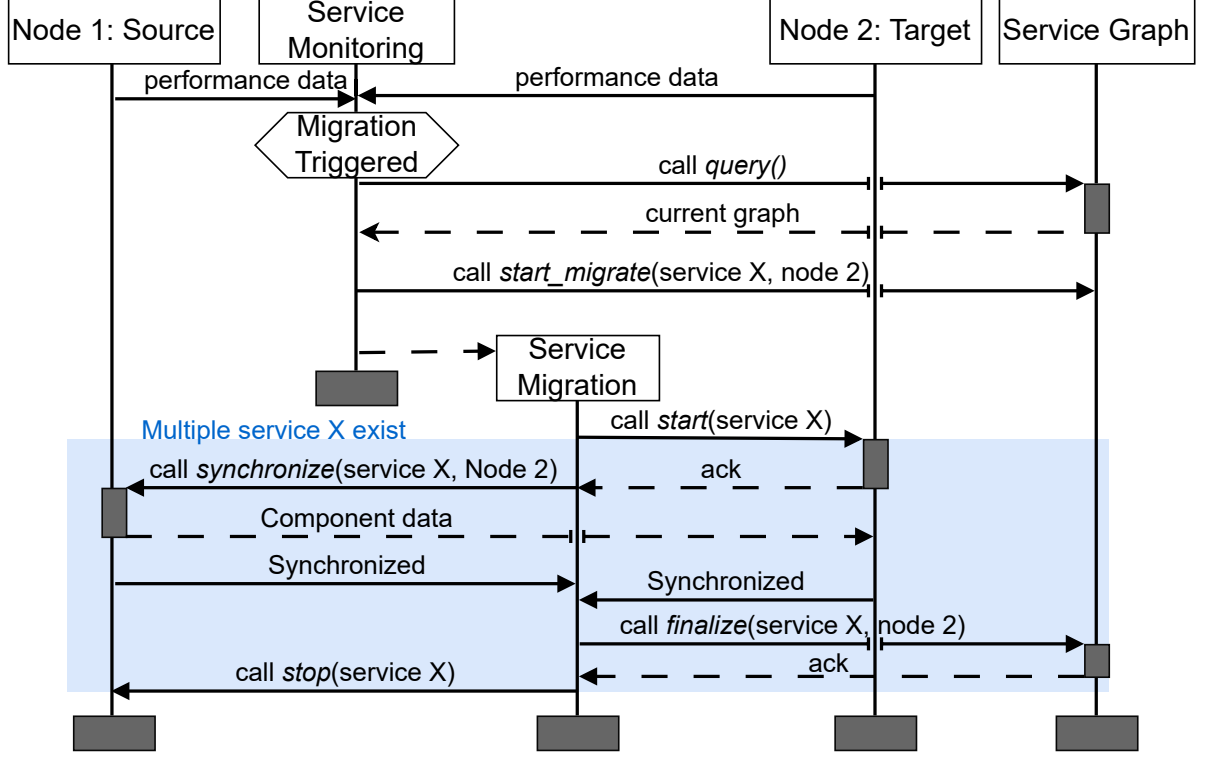 Node 1: Source
Service
Monitoring
Node 2: Target
Service Graph
performance data
performance data
Migration
Triggered
call query()
current graph
call start_migrate(service X, node 2)
Service
Migration
call start(service X)
Multiple service X exist
call synchronize(service X, Node 2)
ack
Component data
Synchronized
Synchronized
call finalize(service X, node 2)
ack
call stop(service X)